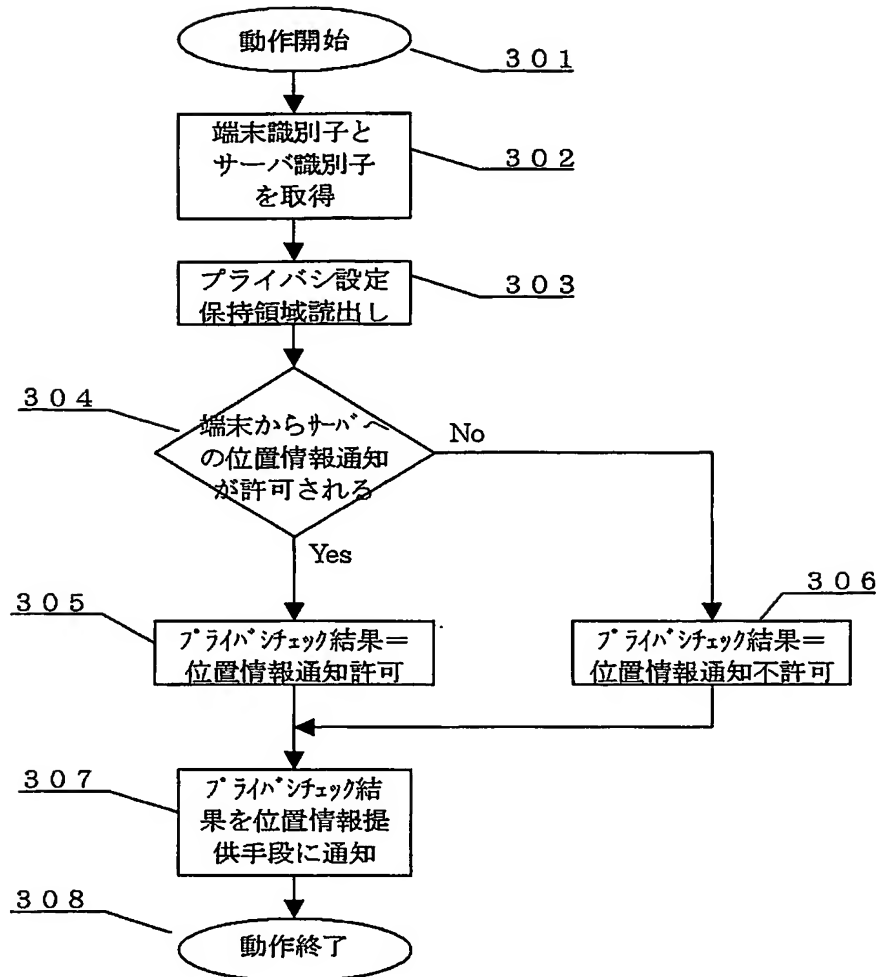 動作開始
３０１
端末識別子と
サーバ識別子
を取得
３０２
プライバシ設定
保持領域読出し
３０３
３０４
端末からｻｰﾊﾞへ
の位置情報通知
が許可される
No
Yes
３０５
ﾌﾟﾗｲﾊﾞｼﾁｪｯｸ結果＝
位置情報通知許可
３０６
ﾌﾟﾗｲﾊﾞｼﾁｪｯｸ結果＝
位置情報通知不許可
３０７
ﾌﾟﾗｲﾊﾞｼﾁｪｯｸ結
果を位置情報提
供手段に通知
３０８
動作終了